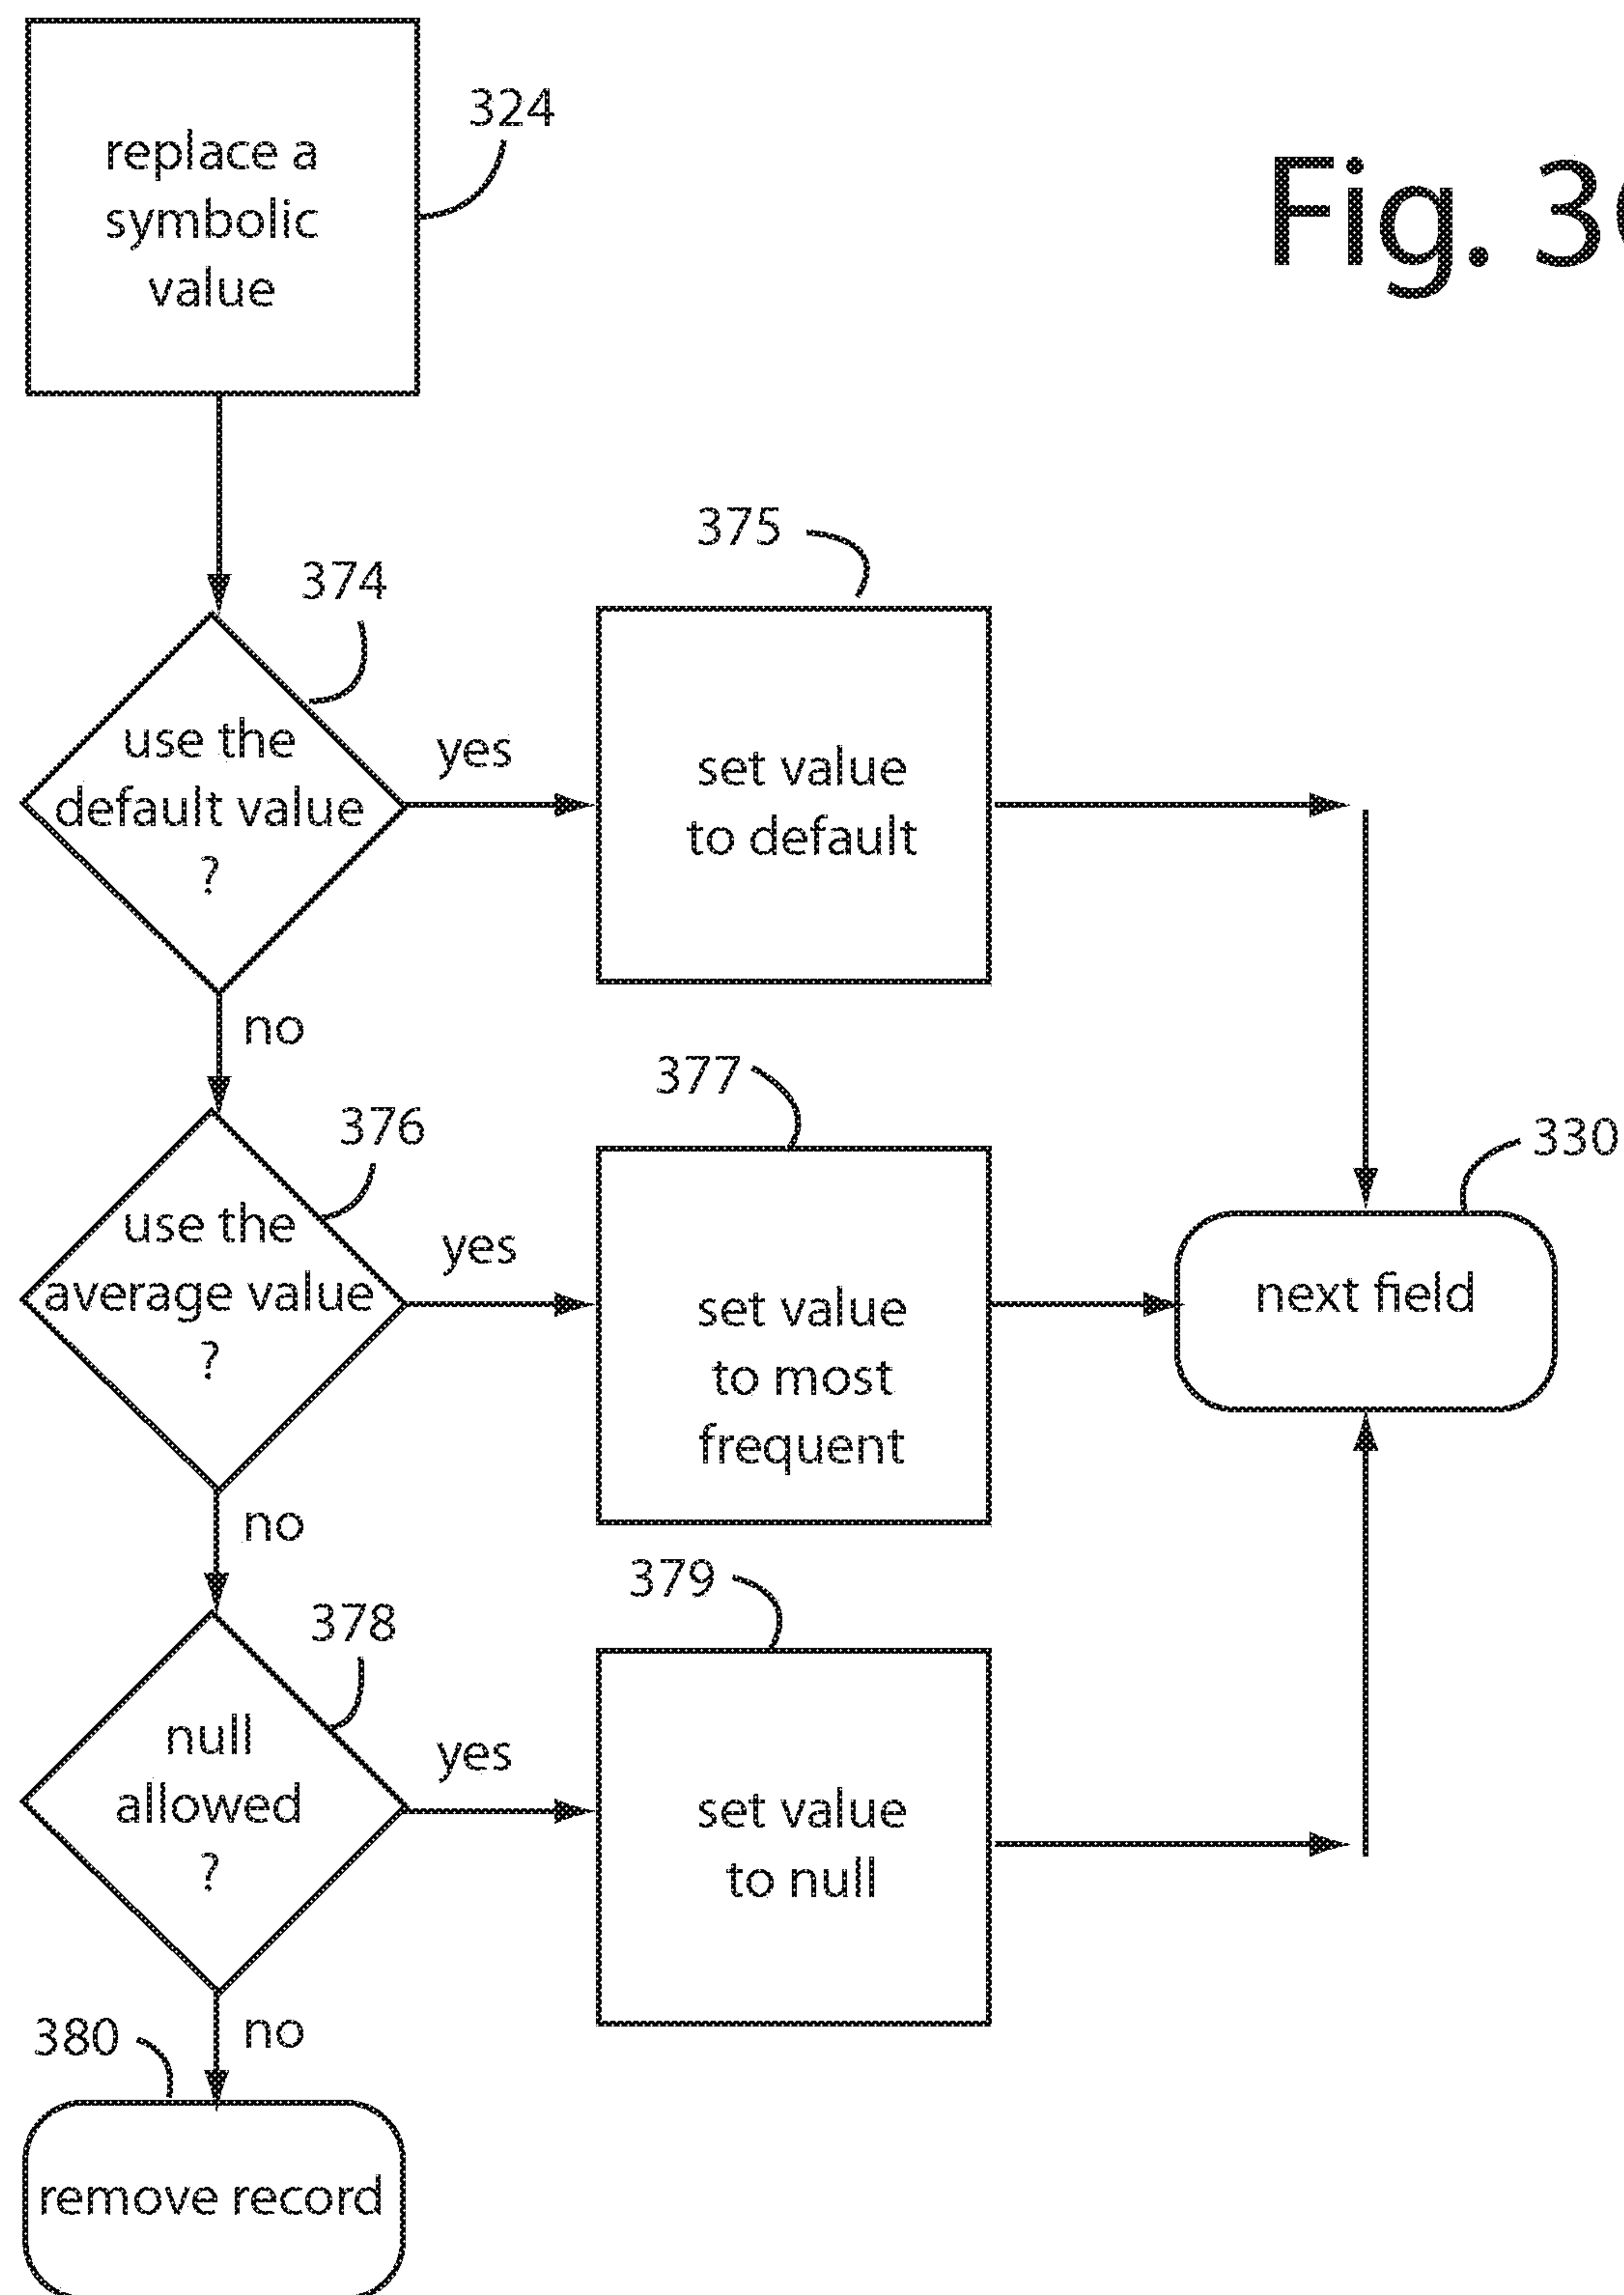 324
Fig. 3
replace a
symbolic
value
375
374
use the
default value
?
yes
set value
to default
no
377
376
330
use the
average value
?
yes
set value
to most
frequent
next field
no
379
378
null
allowed
?
yes
set value
to null
380
no
remove record